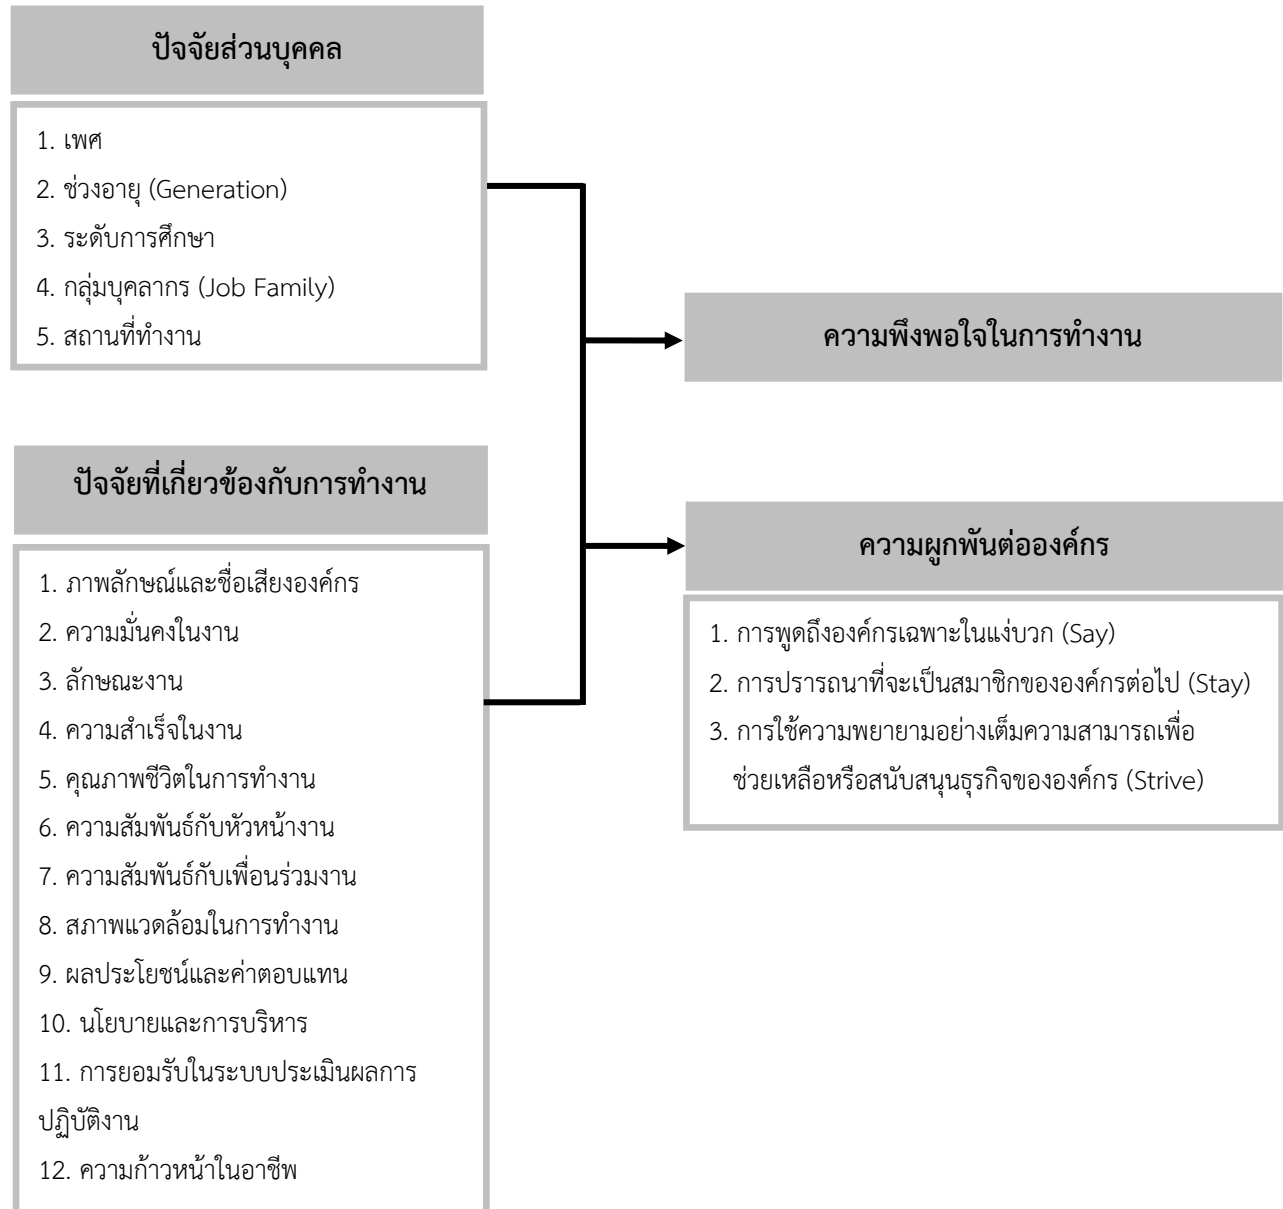 ปัจจัยส่วนบุคคล
1. เพศ
2. ช่วงอายุ (Generation)
3. ระดับการศึกษา
4. กลุ่มบุคลากร (Job Family)
5. สถานที่ทำงาน
ปัจจัยที่เกี่ยวข้องกับการทำงาน
1. ภาพลักษณ์และชื่อเสียงองค์กร
2. ความมั่นคงในงาน
3. ลักษณะงาน
4. ความสำเร็จในงาน
5. คุณภาพชีวิตในการทำงาน
6. ความสัมพันธ์กับหัวหน้างาน
7. ความสัมพันธ์กับเพื่อนร่วมงาน
8. สภาพแวดล้อมในการทำงาน
9. ผลประโยชน์และค่าตอบแทน
10. นโยบายและการบริหาร
11. การยอมรับในระบบประเมินผลการ
ปฏิบัติงาน
12. ความก้าวหน้าในอาชีพ
ความพึงพอใจในการทำงาน
ความผูกพันต่อองค์กร
1. การพูดถึงองค์กรเฉพาะในแง่บวก (Say)
2. การปรารถนาที่จะเป็นสมาชิกขององค์กรต่อไป (Stay)
3. การใช้ความพยายามอย่างเต็มความสามารถเพื่อ
ช่วยเหลือหรือสนับสนุนธุรกิจขององค์กร (Strive)